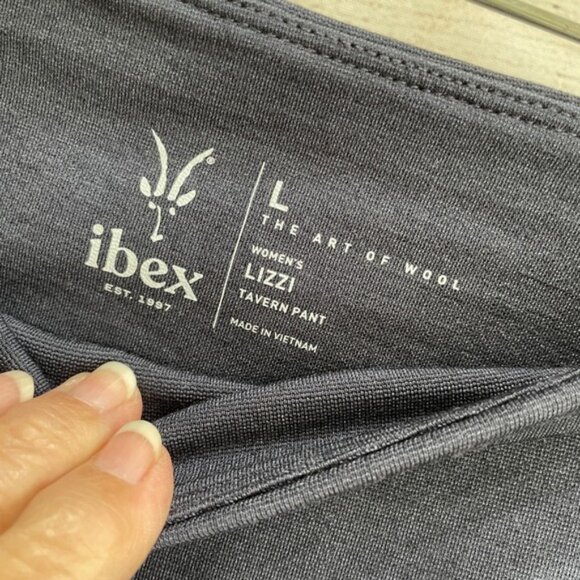 ®
ibex
EST. 1997
L
THE ART OF WOOL
WOMEN'S
LIZZI
TAVERN PANT
MADE IN VIETNAM